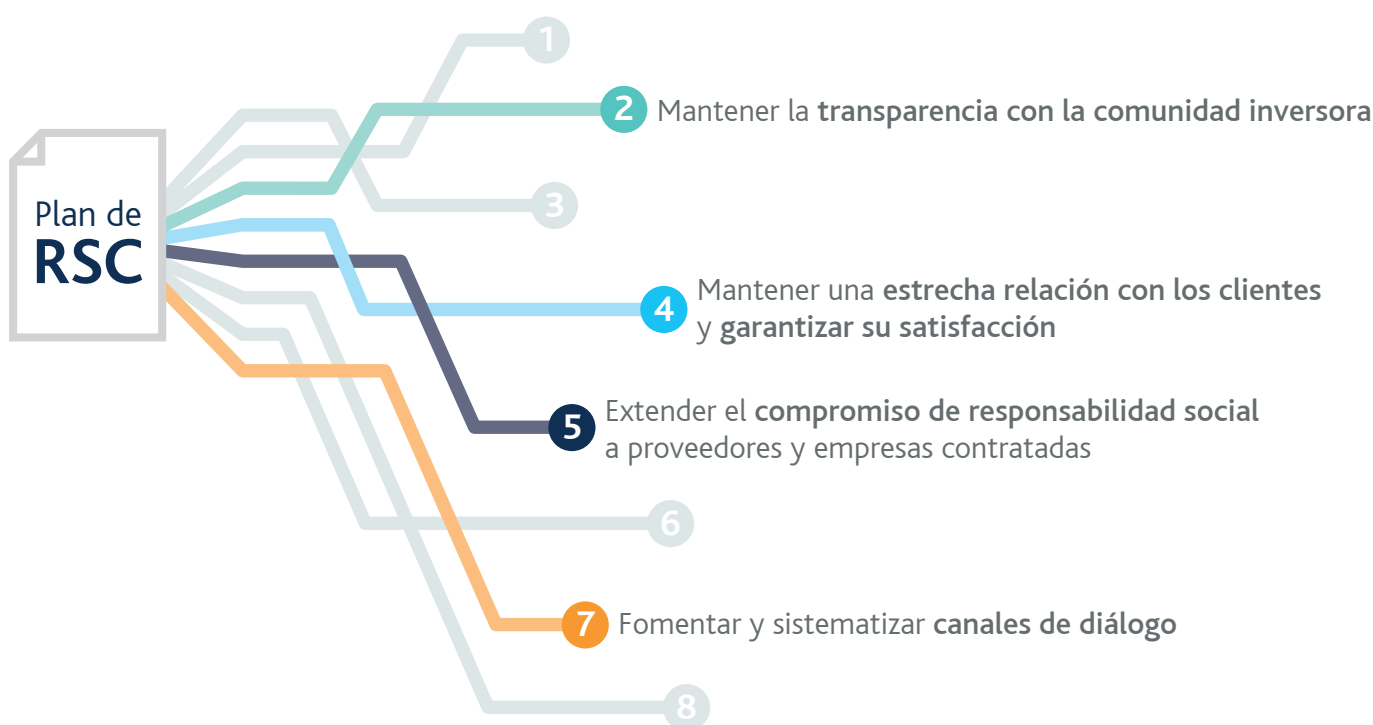 Plan de
RSC
1
2 Mantener la transparencia con la comunidad inversora
3
4 Mantener una estrecha relación con los clientes
y garantizar su satisfacción
5 Extender el compromiso de responsabilidad social
a proveedores y empresas contratadas
6
7 Fomentar y sistematizar canales de diálogo
8